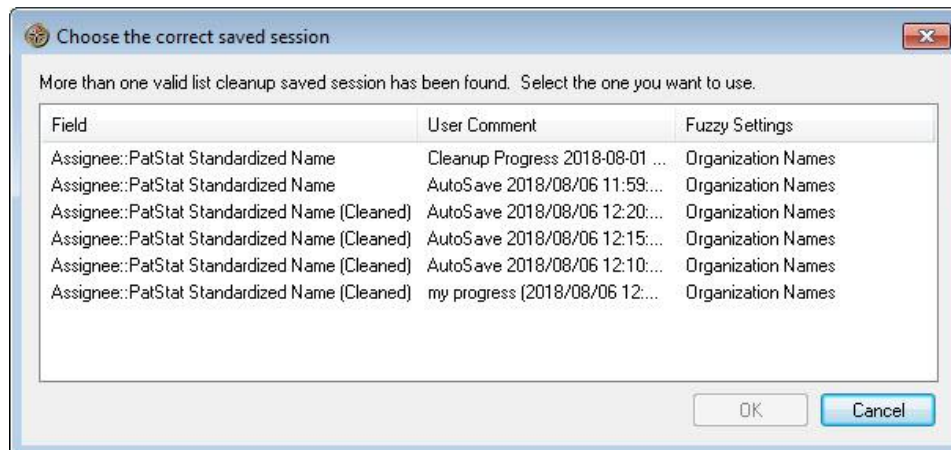 Choose the correct saved session
More than one valid list cleanup saved session has been found. Select the one you want to use.
Field User Comment Fuzzy Settings
Assignee::PatStat Standardized Name Cleanup Progress 2018-08-01 ... Organization Names
Assignee::PatStat Standardized Name AutoSave 2018/08/06 11:59:... Organization Names
Assignee::PatStat Standardized Name (Cleaned) AutoSave 2018/08/06 12:20:... Organization Names
Assignee::PatStat Standardized Name (Cleaned) AutoSave 2018/08/06 12:15:... Organization Names
Assignee::PatStat Standardized Name (Cleaned) AutoSave 2018/08/06 12:10:... Organization Names
Assignee::PatStat Standardized Name (Cleaned) my progress (2018/08/06 12:... Organization Names
OK Cancel